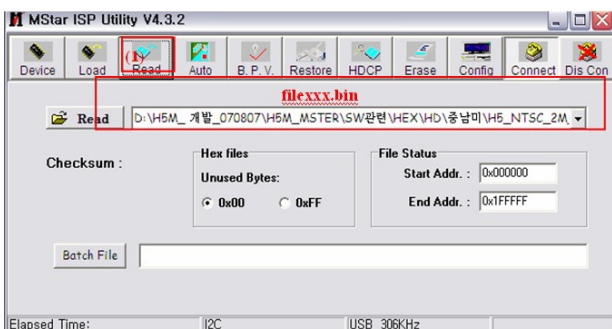 MStar ISP Utility V4.3.2
Device Load Read Auto B. P. V. Restore HDCP Erase Config Connect Dis Con
(1)
filexxx.bin
Read D:\H5M_ 개발_070807\H5M_MSTER\SW관련\HEX\HD\중남미\H5_NTSC_2M_
Checksum :
Hex files
Unused Bytes:
0x00 0xFF
File Status
Start Addr. : 0x000000
End Addr. : 0x1FFFFF
Batch File
Elapsed Time: I2C USB 306KHz